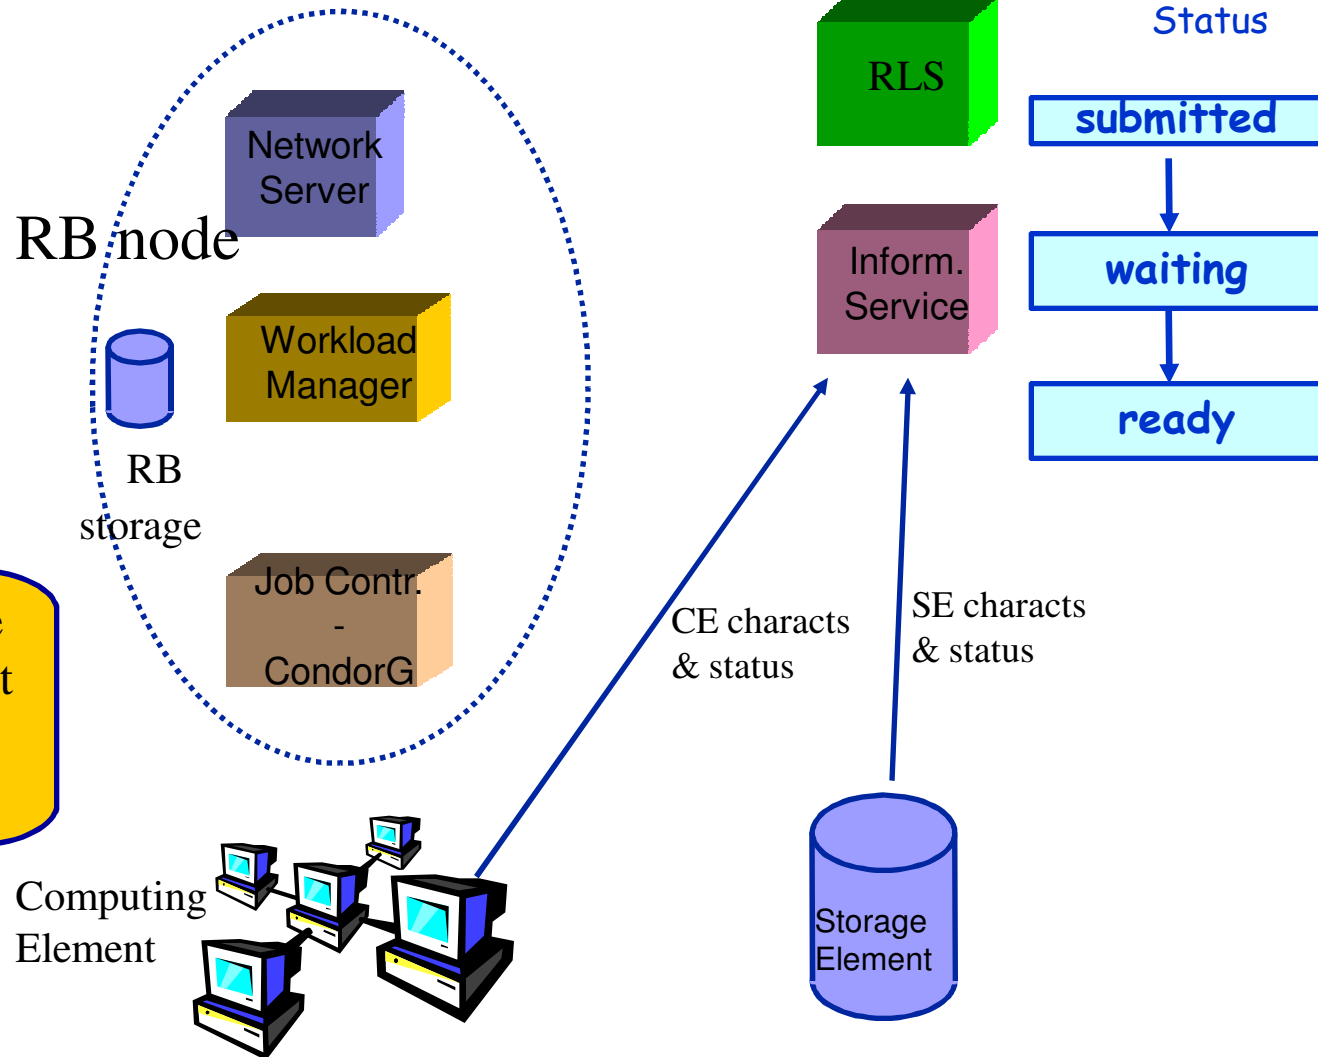 Status
RLS
submitted
Network
Server
RB node
Inform.
Service
waiting
Workload
Manager
ready
RB
storage
Job Contr.
-
CondorG
CE characts
& status
SE characts
& status
Computing
Element
Storage
Element